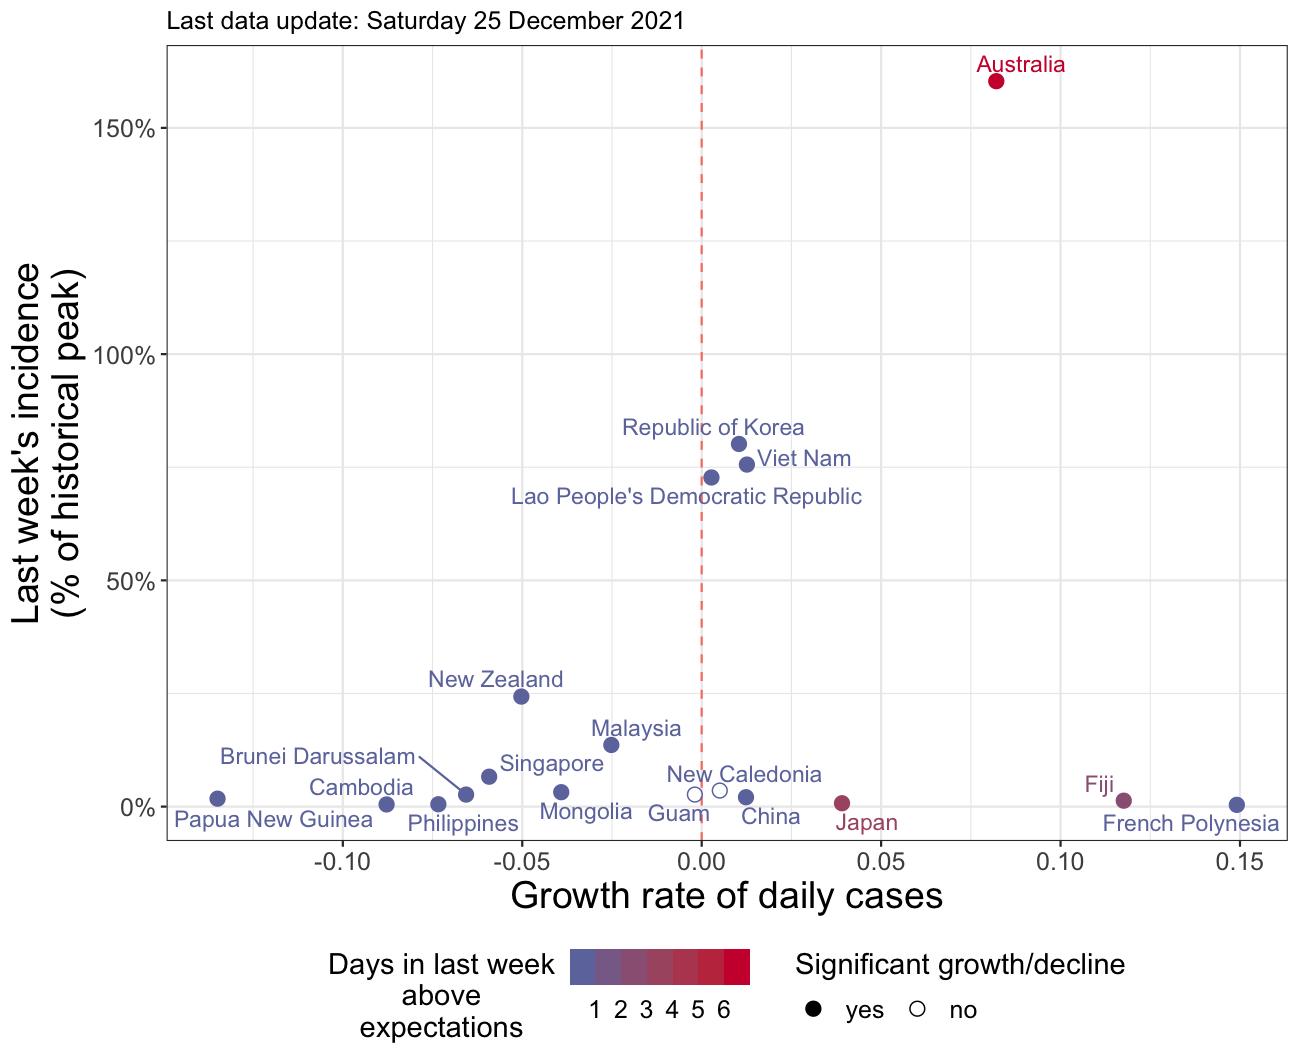 Last data update: Saturday 25 December 2021
Last week's incidence
(% of historical peak)
150%
100%
50%
0%
Australia
Republic of Korea
Viet Nam
Lao People's Democratic Republic
New Zealand
Malaysia
Brunei Darussalam
Singapore
New Caledonia
Cambodia
Fiji
Papua New Guinea
Philippines
Mongolia
Guam
China
Japan
French Polynesia
-0.10
-0.05
0.00
0.05
0.10
0.15
Growth rate of daily cases
Days in last week
above
expectations
1 2 3 4 5 6
Significant growth/decline
yes
no